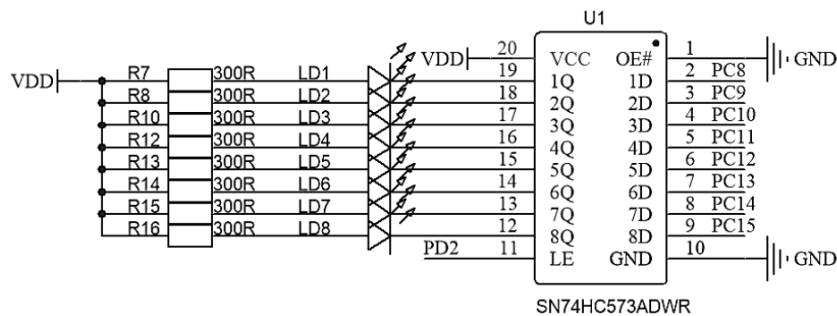 U1
VDD 20 VCC OE# 1 GND
VDD R7 300R LD1 19 1Q 1D 2 PC8
R8 300R LD2 18 2Q 2D 3 PC9
R10 300R LD3 17 3Q 3D 4 PC10
R12 300R LD4 16 4Q 4D 5 PC11
R13 300R LD5 15 5Q 5D 6 PC12
R14 300R LD6 14 6Q 6D 7 PC13
R15 300R LD7 13 7Q 7D 8 PC14
R16 300R LD8 12 8Q 8D 9 PC15
PD2 11 LE GND 10 GND
SN74HC573ADWR